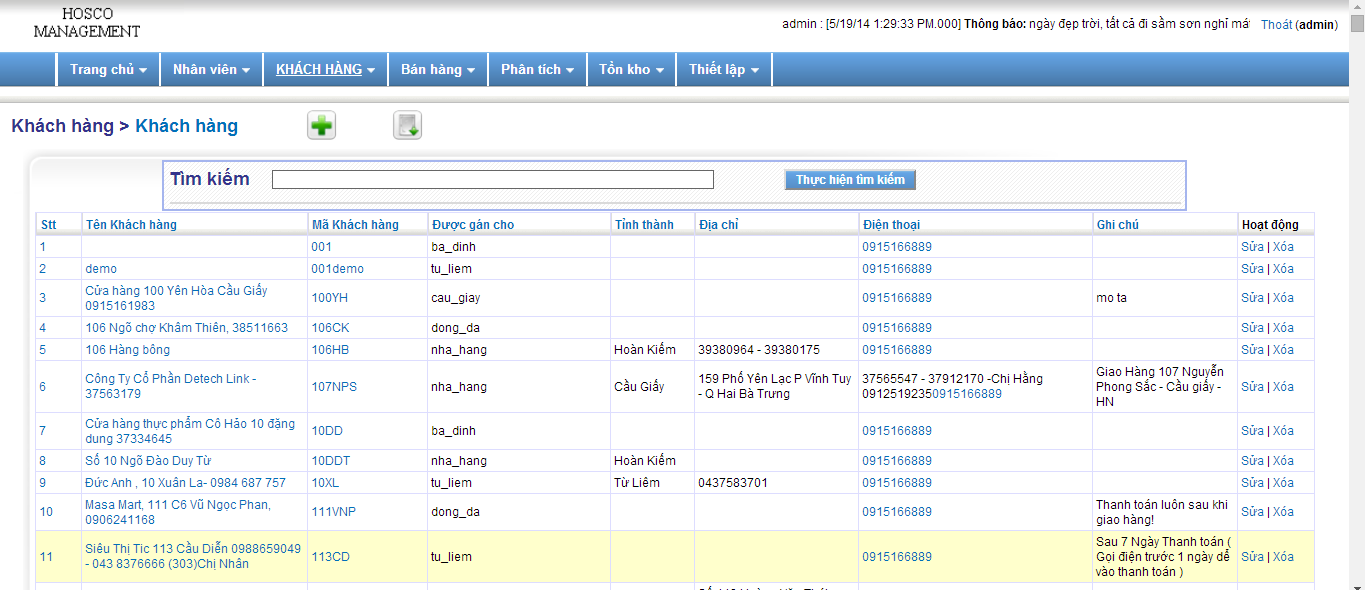 HOSCO
MANAGEMENT
admin : [5/19/14 1:29:33 PM.000] Thông báo: ngày đẹp trời, tất cả đi sầm sơn nghỉ má
Thoát (admin)
Trang chủ Nhân viên KHÁCH HÀNG Bán hàng Phân tích Tồn kho Thiết lập
Khách hàng > Khách hàng
Tìm kiếm Thực hiện tìm kiếm
Stt Tên Khách hàng Mã Khách hàng Được gán cho Tỉnh thành Địa chỉ Điện thoại Ghi chú Hoạt động
1 001 ba_dinh 0915166889 Sửa | Xóa
2 demo 001demo tu_liem 0915166889 Sửa | Xóa
3 Cửa hàng 100 Yên Hòa Cầu Giấy
0915161983 100YH cau_giay 0915166889 mo ta Sửa | Xóa
4 106 Ngõ chợ Khâm Thiên, 38511663 106CK dong_da 0915166889 Sửa | Xóa
5 106 Hàng bông 106HB nha_hang Hoàn Kiếm 39380964 - 39380175 0915166889 Sửa | Xóa
6 Công Ty Cổ Phần Detech Link -
37563179 107NPS nha_hang Cầu Giấy 159 Phố Yên Lạc P Vĩnh Tuy
- Q Hai Bà Trưng 37565547 - 37912170 -Chị Hằng
09125192350915166889 Giao Hàng 107 Nguyễn
Phong Sắc - Cầu giấy -
HN Sửa | Xóa
7 Cửa hàng thực phẩm Cô Hảo 10 đặng
dung 37334645 10DD ba_dinh 0915166889 Sửa | Xóa
8 Số 10 Ngõ Đào Duy Từ 10DDT nha_hang Hoàn Kiếm 0915166889 Sửa | Xóa
9 Đức Anh , 10 Xuân La- 0984 687 757 10XL tu_liem Từ Liêm 0437583701 0915166889 Sửa | Xóa
10 Masa Mart, 111 C6 Vũ Ngọc Phan,
0906241168 111VNP dong_da 0915166889 Thanh toán luôn sau khi
giao hàng! Sửa | Xóa
11 Siêu Thị Tic 113 Cầu Diễn 0988659049
- 043 8376666 (303)Chị Nhân 113CD tu_liem 0915166889 Sau 7 Ngày Thanh toán (
Gọi điện trước 1 ngày để
vào thanh toán ) Sửa | Xóa